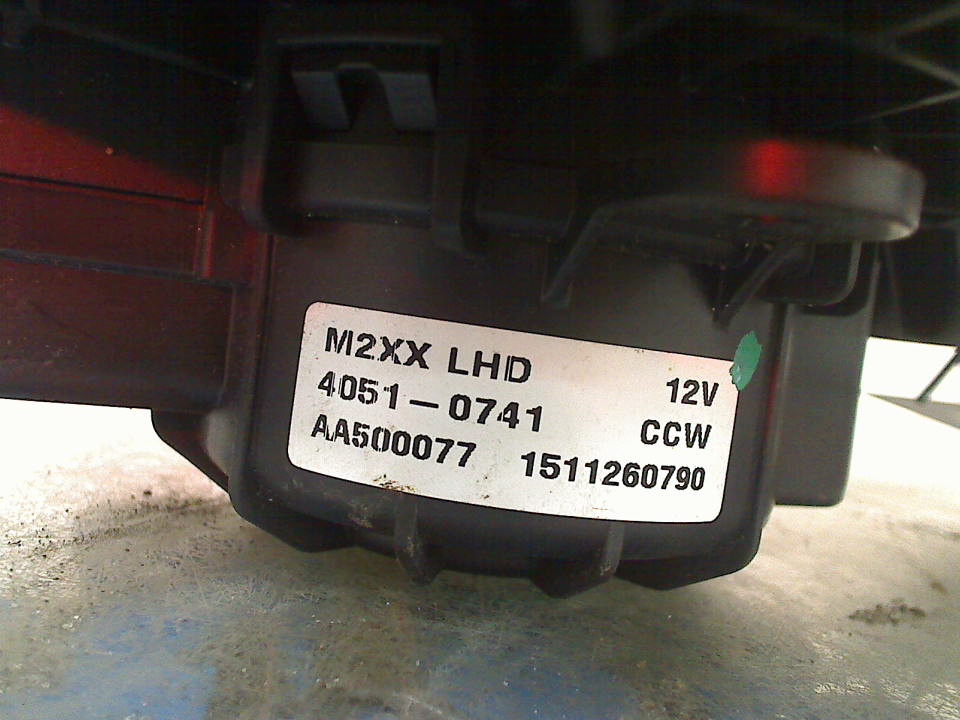 M2XX LHD 12V
4051-0741 CCW
AA500077 1511260790